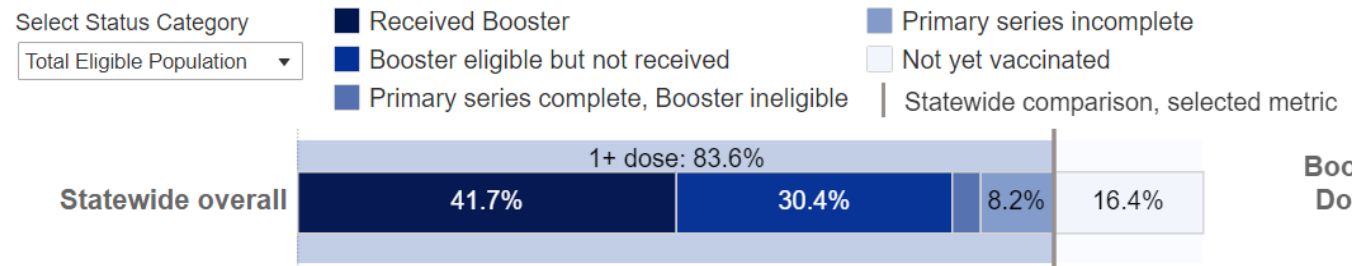 Select Status Category
Total Eligible Population
Received Booster
Booster eligible but not received
Primary series complete, Booster ineligible
Primary series incomplete
Not yet vaccinated
Statewide comparison, selected metric
1+ dose: 83.6%
Statewide overall
41.7%
30.4%
8.2%
16.4%